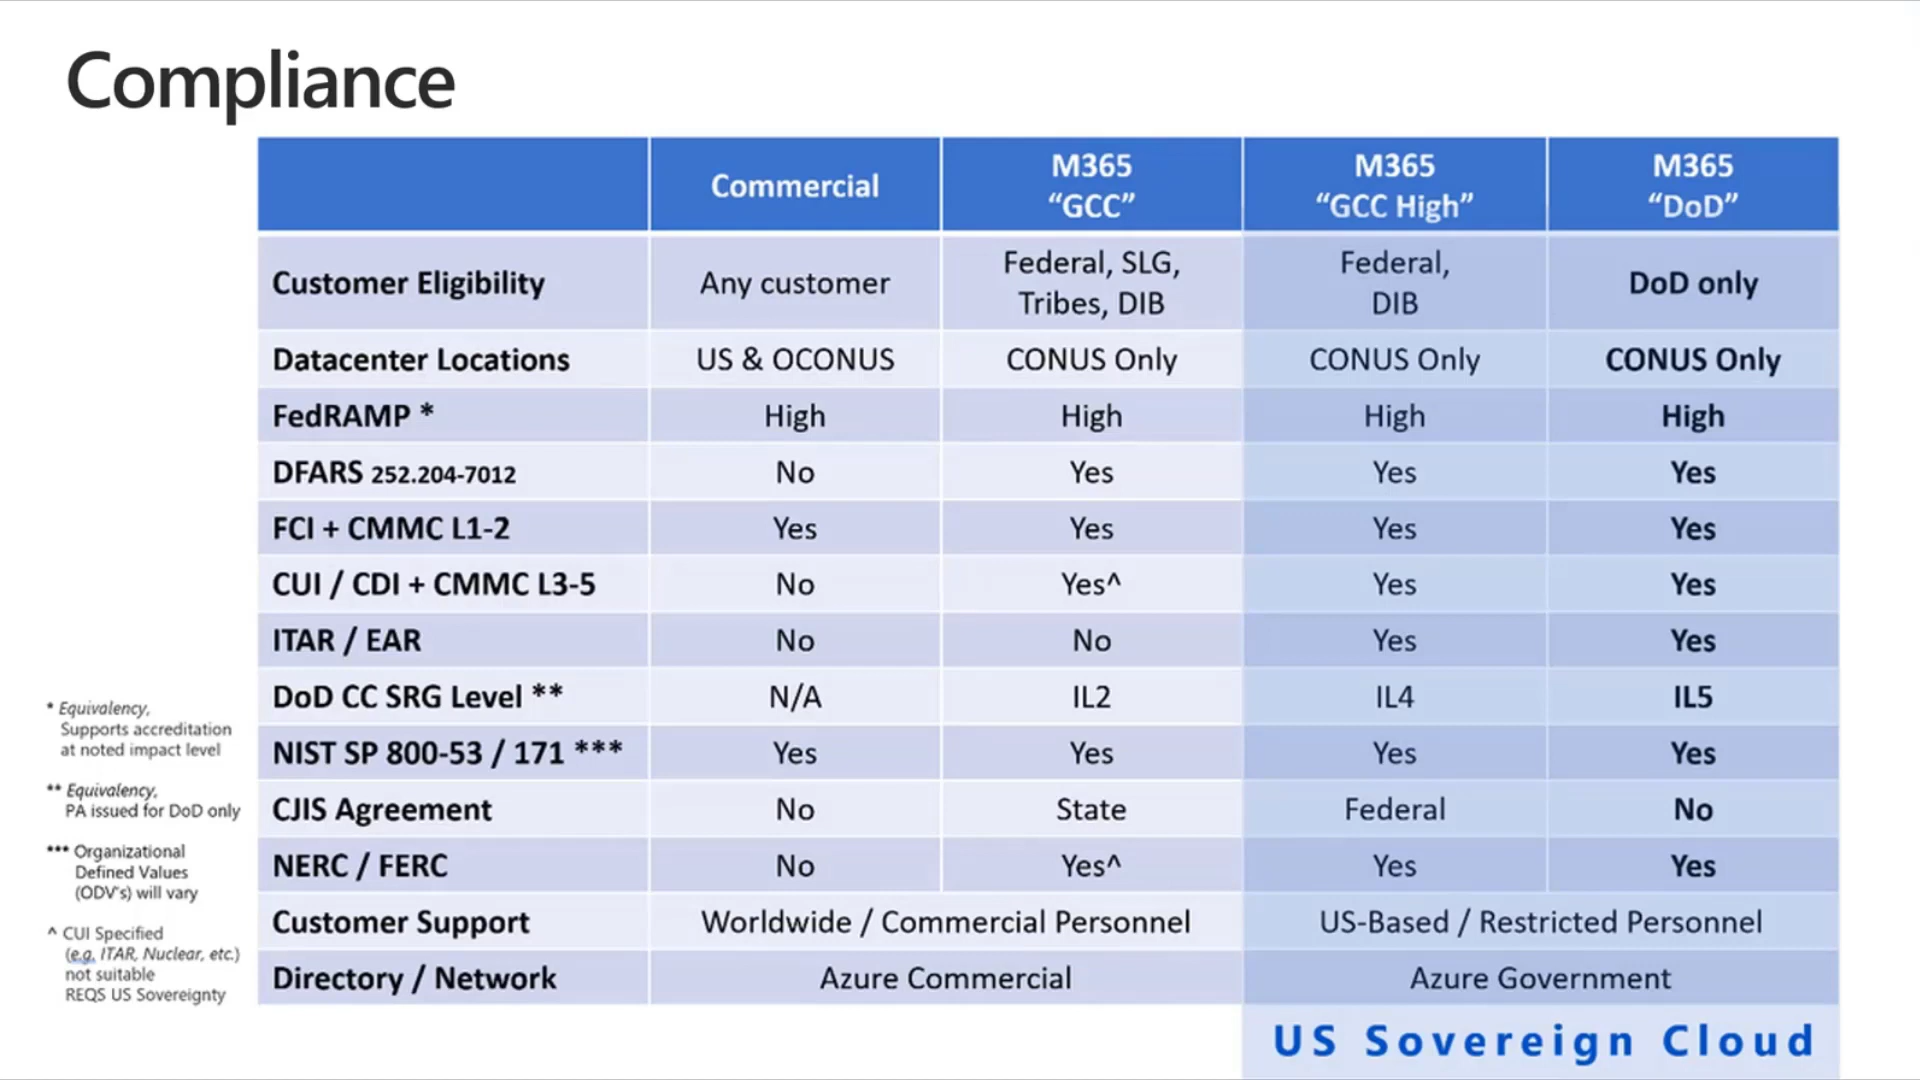 Compliance
Commercial
M365
“GCC”
M365
“GCC High”
M365
“DoD”
Customer Eligibility
Any customer
Federal, SLG,
Tribes, DIB
Federal,
DIB
DoD only
Datacenter Locations
US & OCONUS
CONUS Only
CONUS Only
CONUS Only
FedRAMP *
High
High
High
High
DFARS 252.204-7012
No
Yes
Yes
Yes
FCI + CMMC L1-2
Yes
Yes
Yes
Yes
CUI / CDI + CMMC L3-5
No
Yes^
Yes
Yes
ITAR / EAR
No
No
Yes
Yes
DoD CC SRG Level **
N/A
IL2
IL4
IL5
NIST SP 800-53 / 171 ***
Yes
Yes
Yes
Yes
CJIS Agreement
No
State
Federal
No
NERC / FERC
No
Yes^
Yes
Yes
Customer Support
Worldwide / Commercial Personnel
US-Based / Restricted Personnel
Directory / Network
Azure Commercial
Azure Government
US Sovereign Cloud
* Equivalency,
Supports accreditation
at noted impact level
** Equivalency,
PA issued for DoD only
*** Organizational
Defined Values
(ODV's) will vary
^ CUI Specified
(e.g. ITAR, Nuclear, etc.)
not suitable
REQS US Sovereignty